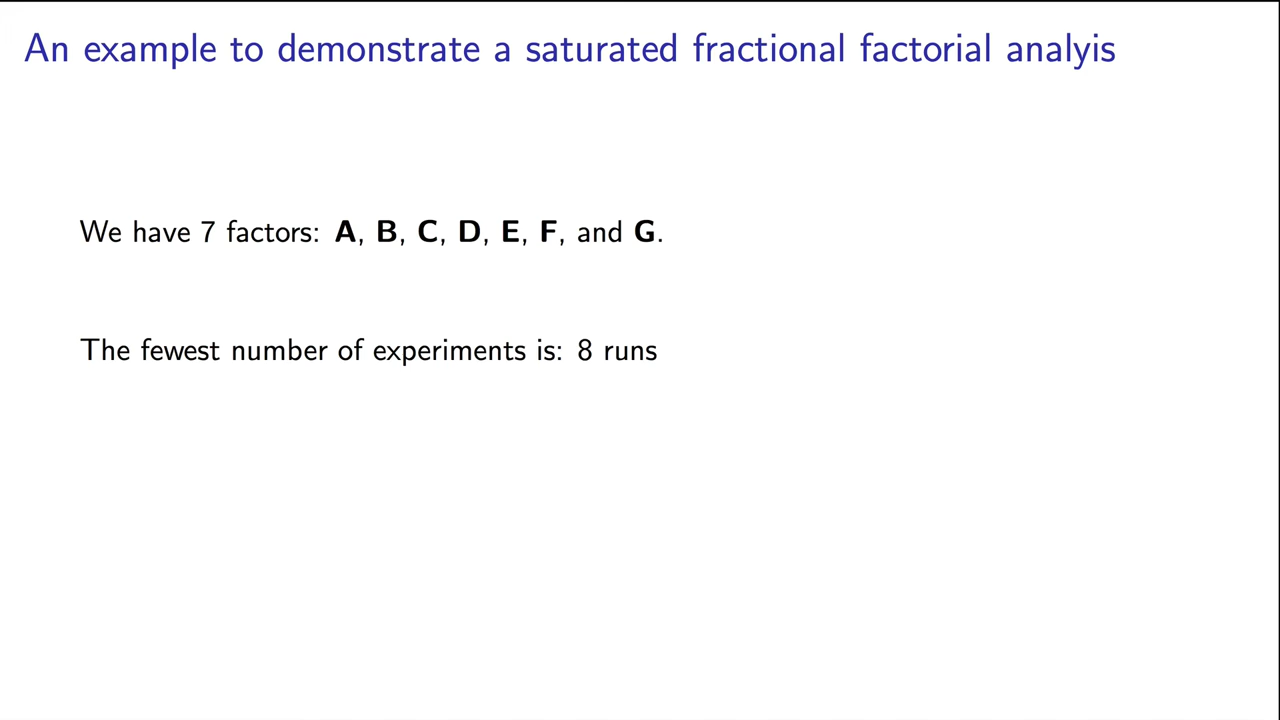 An example to demonstrate a saturated fractional factorial analyis
We have 7 factors: A, B, C, D, E, F, and G.
The fewest number of experiments is: 8 runs